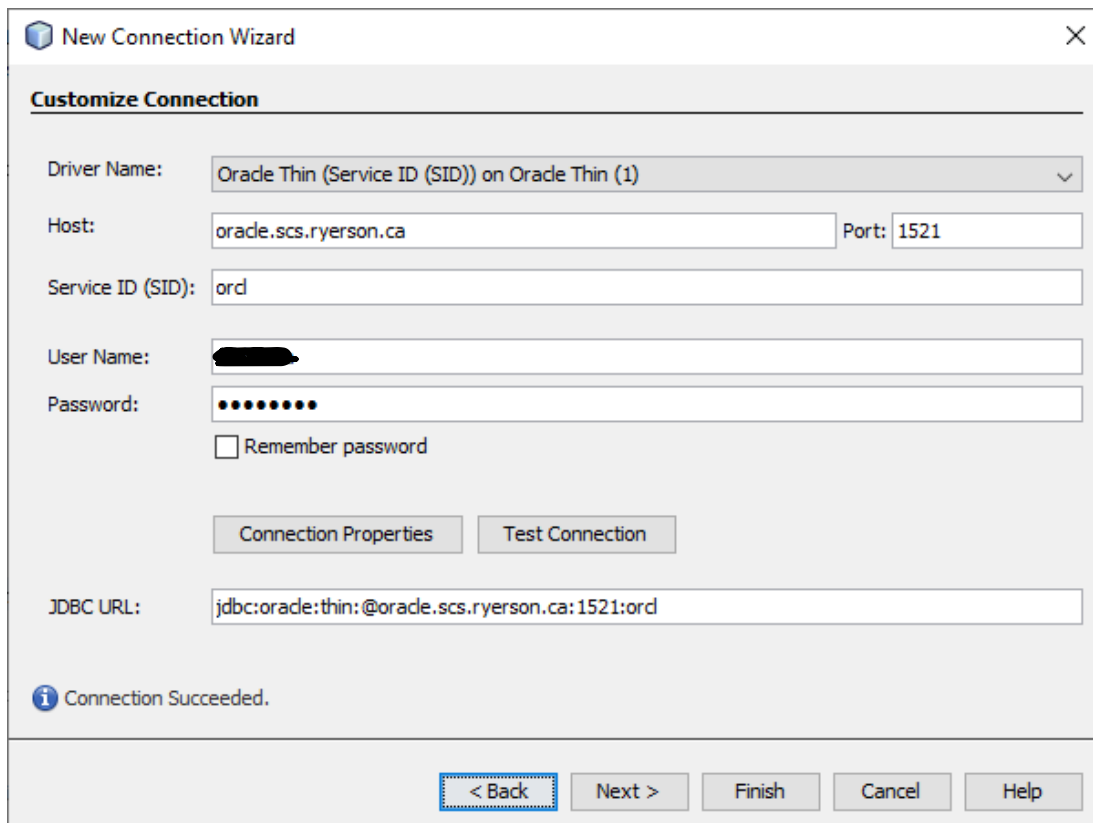 New Connection Wizard
Customize Connection
Driver Name: Oracle Thin (Service ID (SID)) on Oracle Thin (1)
Host: oracle.scs.ryerson.ca Port: 1521
Service ID (SID): orcl
User Name:
Password: ••••••••
Remember password
Connection Properties Test Connection
JDBC URL: jdbc:oracle:thin:@oracle.scs.ryerson.ca:1521:orcl
Connection Succeeded.
< Back Next > Finish Cancel Help